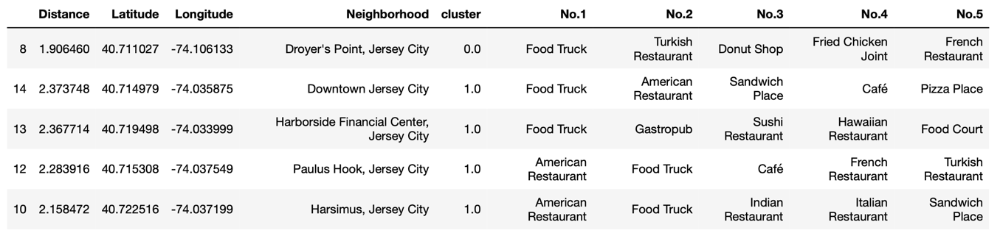 Distance Latitude Longitude Neighborhood cluster No.1 No.2 No.3 No.4 No.5
8 1.906460 40.711027 -74.106133 Droyer's Point, Jersey City 0.0 Food Truck Turkish Restaurant Donut Shop Fried Chicken Joint French Restaurant
14 2.373748 40.714979 -74.035875 Downtown Jersey City 1.0 Food Truck American Restaurant Sandwich Place Café Pizza Place
13 2.367714 40.719498 -74.033999 Harborside Financial Center, Jersey City 1.0 Food Truck Gastropub Sushi Restaurant Hawaiian Restaurant Food Court
12 2.283916 40.715308 -74.037549 Paulus Hook, Jersey City 1.0 American Restaurant Food Truck Café French Restaurant Turkish Restaurant
10 2.158472 40.722516 -74.037199 Harsimus, Jersey City 1.0 American Restaurant Food Truck Indian Restaurant Italian Restaurant Sandwich Place